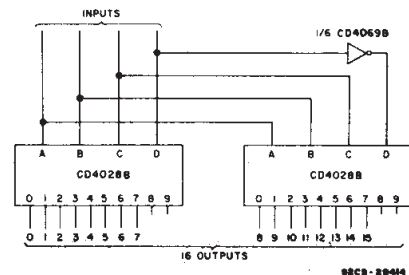 INPUTS
1/6 CD4069B
A B C D
A B C D
CD4028B
CD4028B
0 1 2 3 4 5 6 7 8 9
0 1 2 3 4 5 6 7 8 9
0 1 2 3 4 5 6 7
8 9 10 11 12 13 14 15
16 OUTPUTS
92CS-29414